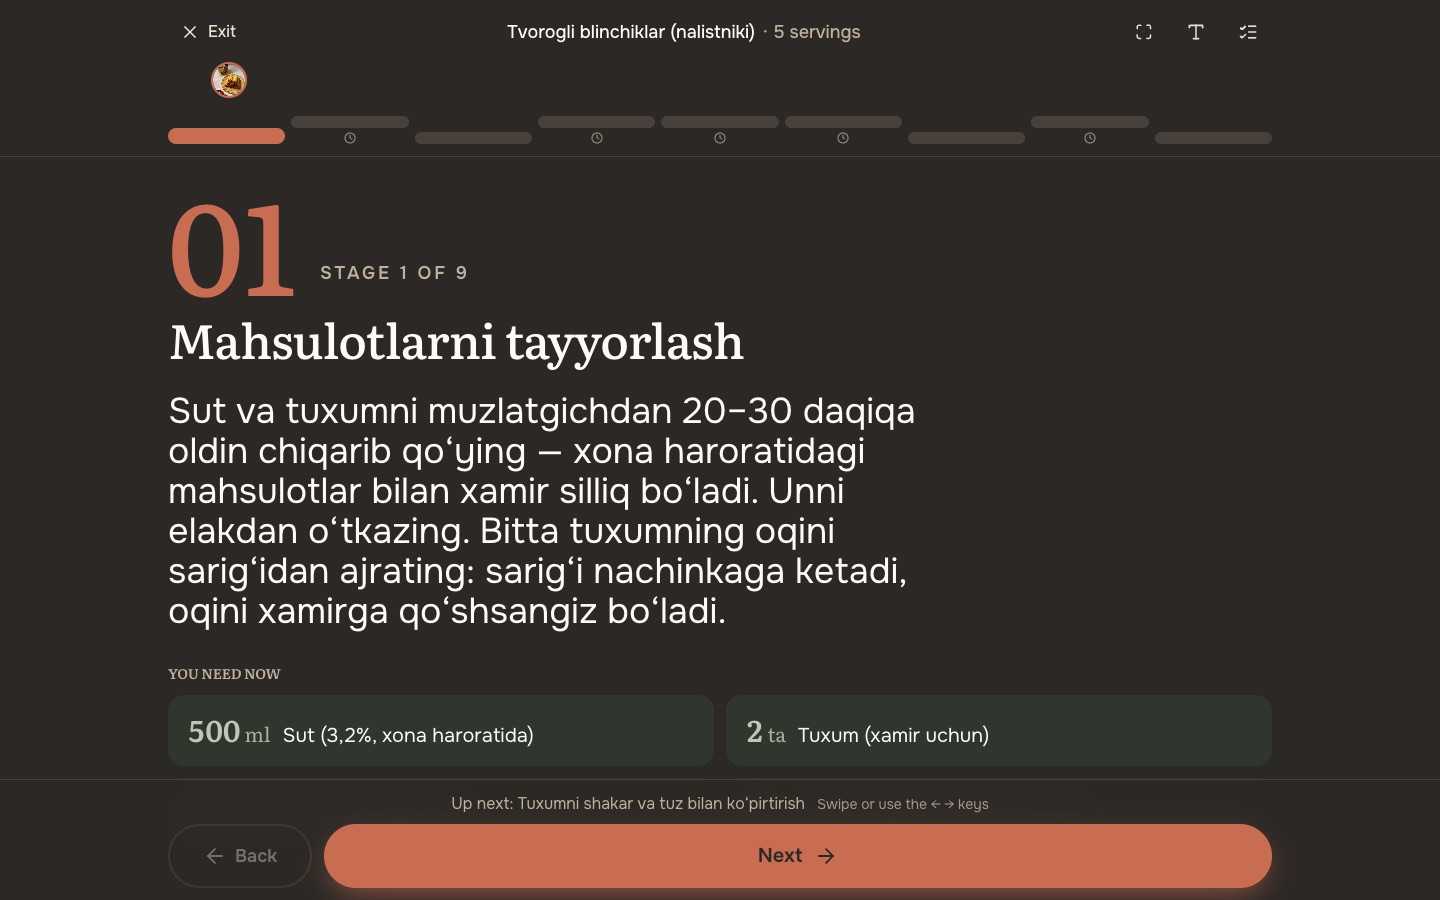 Exit
Tvorogli blinchiklar (nalistniki) · 5 servings
01
STAGE 1 OF 9
Mahsulotlarni tayyorlash
Sut va tuxumni muzlatgichdan 20–30 daqiqa
oldin chiqarib qo‘ying — xona haroratidagi
mahsulotlar bilan xamir silliq bo‘ladi. Unni
elakdan o‘tkazing. Bitta tuxumning oqini
sarig‘idan ajrating: sarig‘i nachinkaga ketadi,
oqini xamirga qo‘shsangiz bo‘ladi.
YOU NEED NOW
500 ml Sut (3,2%, xona haroratida)
2 ta Tuxum (xamir uchun)
Up next: Tuxumni shakar va tuz bilan ko‘pirtirish Swipe or use the ← → keys
← Back
Next →